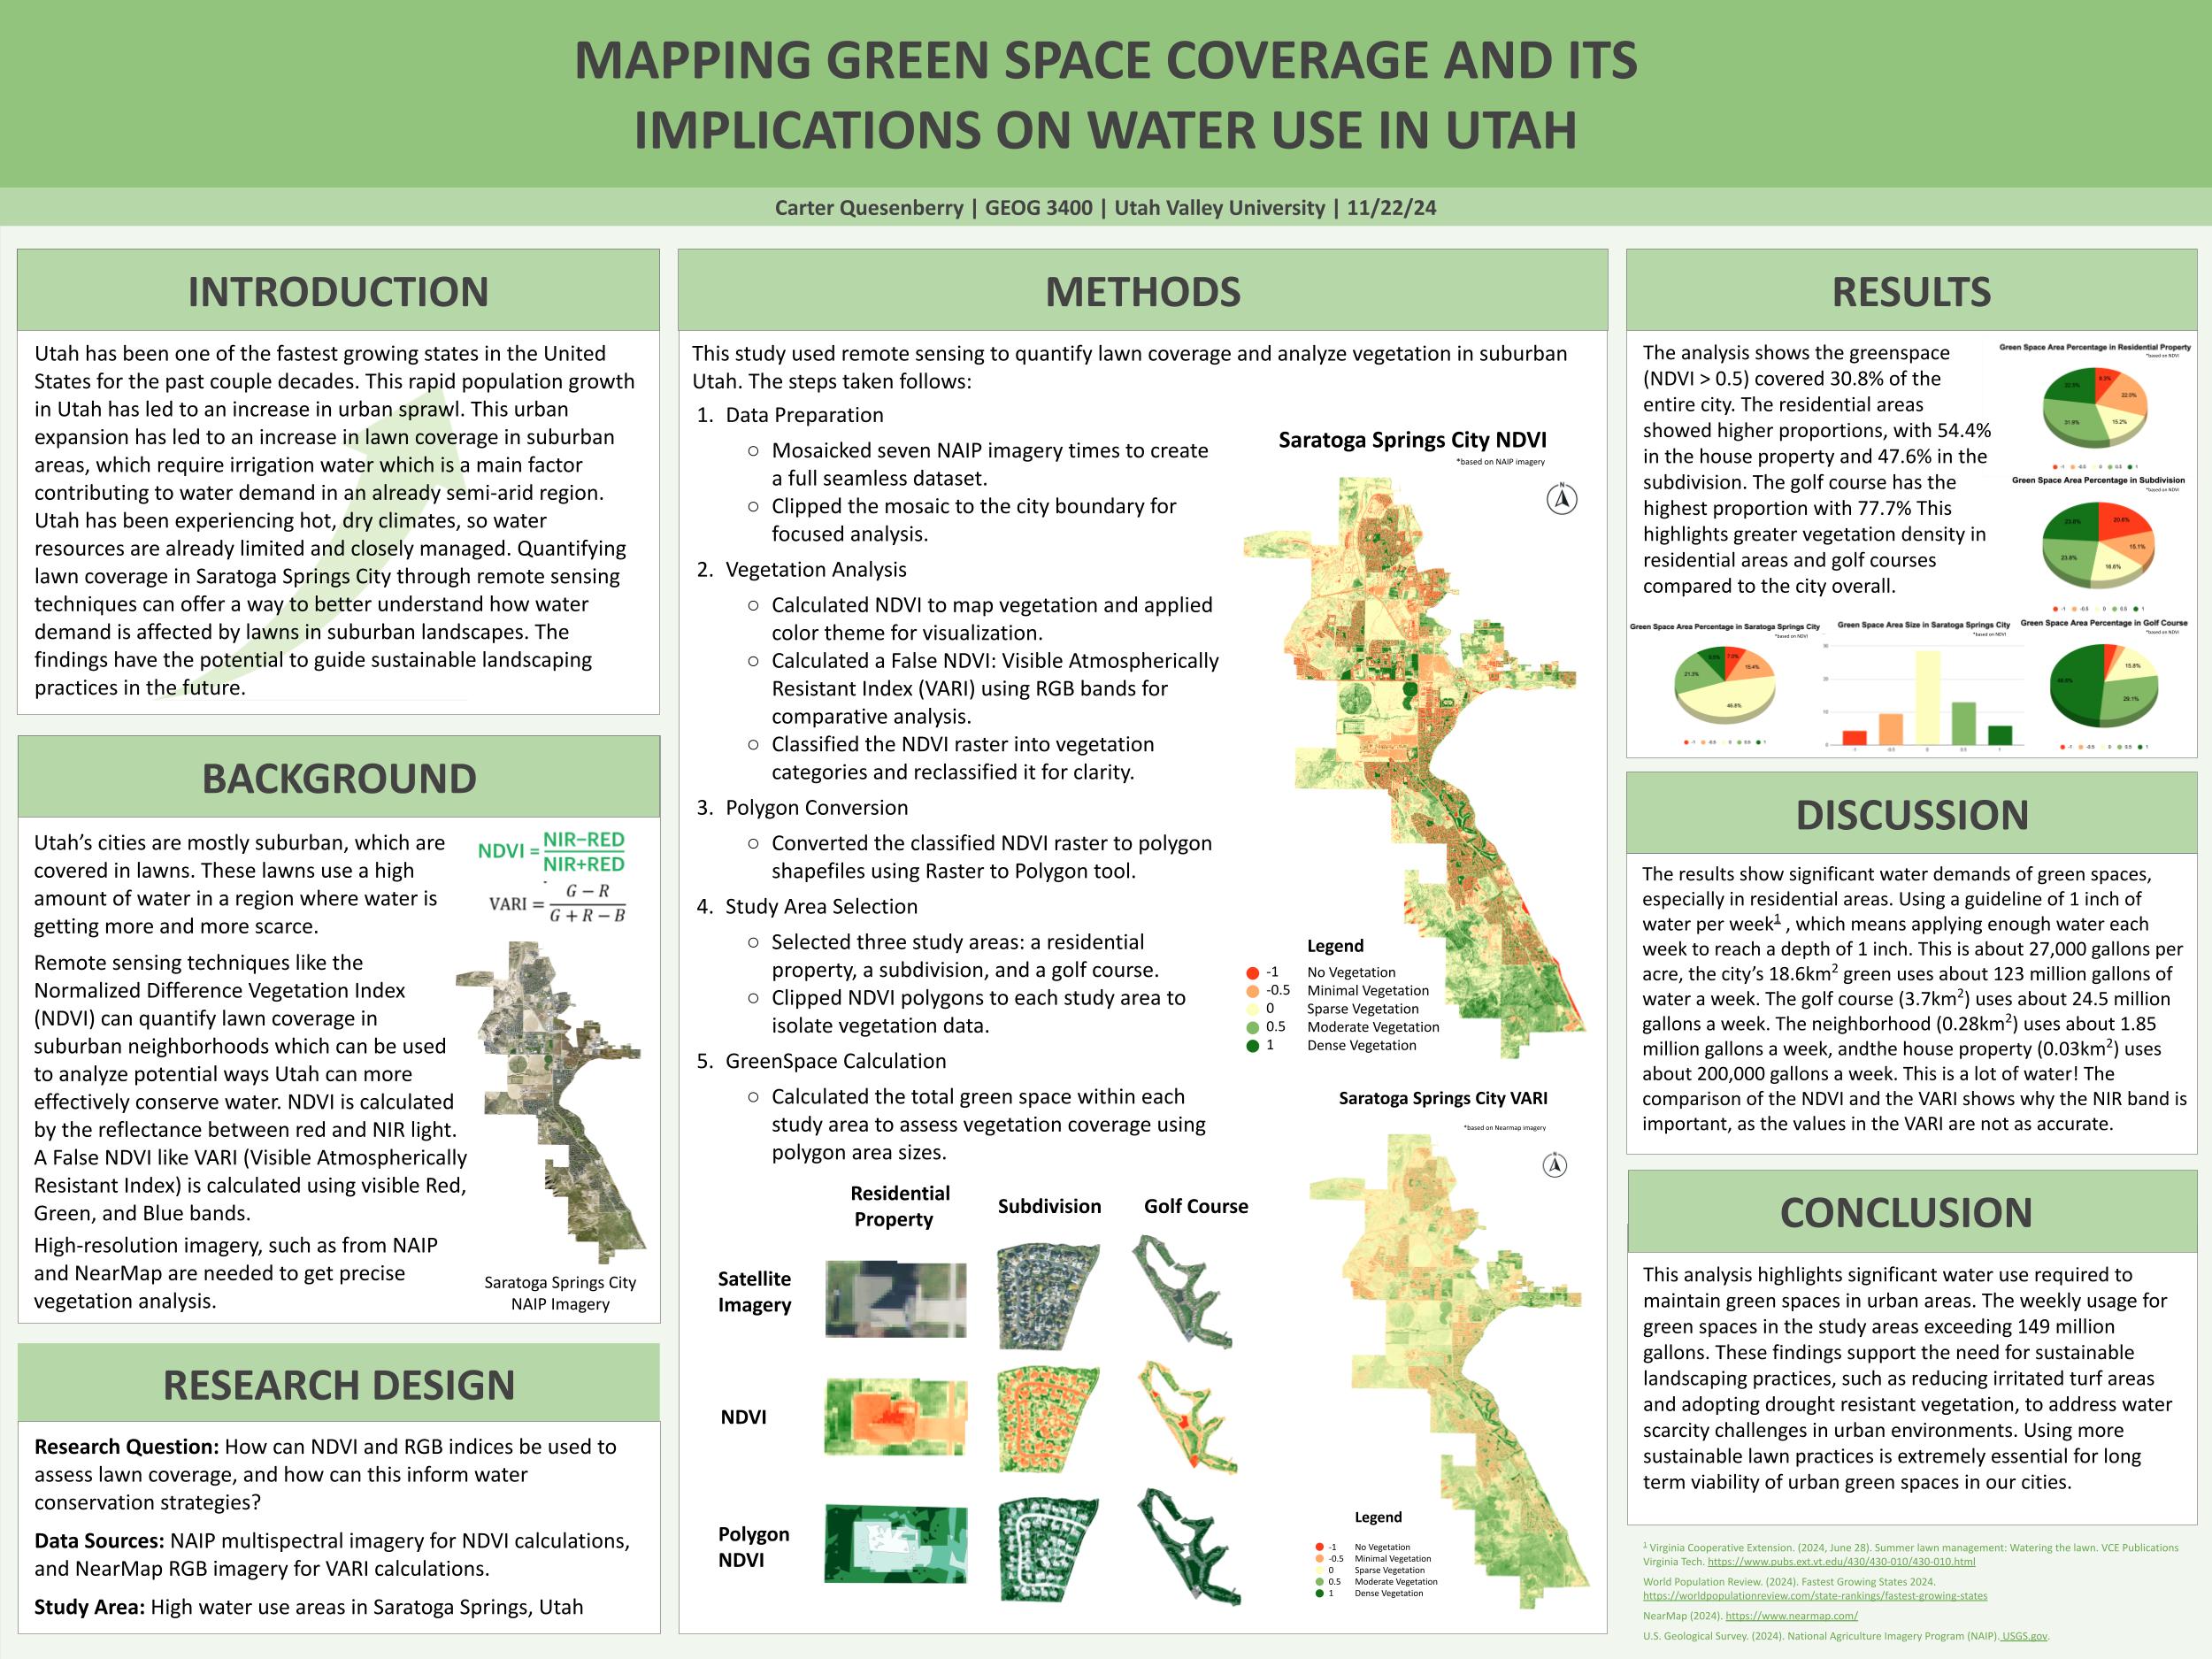 MAPPING GREEN SPACE COVERAGE AND ITS
IMPLICATIONS ON WATER USE IN UTAH
Carter Quesenberry | GEOG 3400 | Utah Valley University | 11/22/24
INTRODUCTION
Utah has been one of the fastest growing states in the United
States for the past couple decades. This rapid population growth
in Utah has led to an increase in urban sprawl. This urban
expansion has led to an increase in lawn coverage in suburban
areas, which require irrigation water which is a main factor
contributing to water demand in an already semi-arid region.
Utah has been experiencing hot, dry climates, so water
resources are already limited and closely managed. Quantifying
lawn coverage in Saratoga Springs City through remote sensing
techniques can offer a way to better understand how water
demand is affected by lawns in suburban landscapes. The
findings have the potential to guide sustainable landscaping
practices in the future.
BACKGROUND
Utah’s cities are mostly suburban, which are
covered in lawns. These lawns use a high
amount of water in a region where water is
getting more and more scarce.
Remote sensing techniques like the
Normalized Difference Vegetation Index
(NDVI) can quantify lawn coverage in
suburban neighborhoods which can be used
to analyze potential ways Utah can more
effectively conserve water. NDVI is calculated
by the reflectance between red and NIR light.
A False NDVI like VARI (Visible Atmospherically
Resistant Index) is calculated using visible Red,
Green, and Blue bands.
High-resolution imagery, such as from NAIP
and NearMap are needed to get precise
vegetation analysis.
NDVI = NIR−RED
NIR+RED
VARI = G − R
G + R − B
Saratoga Springs City
NAIP Imagery
RESEARCH DESIGN
Research Question: How can NDVI and RGB indices be used to
assess lawn coverage, and how can this inform water
conservation strategies?
Data Sources: NAIP multispectral imagery for NDVI calculations,
and NearMap RGB imagery for VARI calculations.
Study Area: High water use areas in Saratoga Springs, Utah
METHODS
This study used remote sensing to quantify lawn coverage and analyze vegetation in suburban
Utah. The steps taken follows:
1. Data Preparation
○ Mosaicked seven NAIP imagery times to create
a full seamless dataset.
○ Clipped the mosaic to the city boundary for
focused analysis.
2. Vegetation Analysis
○ Calculated NDVI to map vegetation and applied
color theme for visualization.
○ Calculated a False NDVI: Visible Atmospherically
Resistant Index (VARI) using RGB bands for
comparative analysis.
○ Classified the NDVI raster into vegetation
categories and reclassified it for clarity.
3. Polygon Conversion
○ Converted the classified NDVI raster to polygon
shapefiles using Raster to Polygon tool.
4. Study Area Selection
○ Selected three study areas: a residential
property, a subdivision, and a golf course.
○ Clipped NDVI polygons to each study area to
isolate vegetation data.
5. GreenSpace Calculation
○ Calculated the total green space within each
study area to assess vegetation coverage using
polygon area sizes.
Saratoga Springs City NDVI
*based on NAIP imagery
N
Legend
-1 No Vegetation
-0.5 Minimal Vegetation
0 Sparse Vegetation
0.5 Moderate Vegetation
1 Dense Vegetation
Saratoga Springs City VARI
*based on Nearmap imagery
N
Legend
-1 No Vegetation
-0.5 Minimal Vegetation
0 Sparse Vegetation
0.5 Moderate Vegetation
1 Dense Vegetation
Residential
Property
Subdivision
Golf Course
Satellite
Imagery
NDVI
Polygon
NDVI
RESULTS
The analysis shows the greenspace
(NDVI > 0.5) covered 30.8% of the
entire city. The residential areas
showed higher proportions, with 54.4%
in the house property and 47.6% in the
subdivision. The golf course has the
highest proportion with 77.7% This
highlights greater vegetation density in
residential areas and golf courses
compared to the city overall.
Green Space Area Percentage in Residential Property
*based on NDVI
22.0%
15.2%
31.9%
-1 -0.5 0 0.5 1
Green Space Area Percentage in Subdivision
*based on NDVI
20.8%
15.1%
16.6%
23.8%
23.8%
-1 -0.5 0 0.5 1
Green Space Area Percentage in Saratoga Springs City
*based on NDVI
15.4%
46.8%
21.3%
-1 -0.5 0 0.5 1
Green Space Area Size in Saratoga Springs City
*based on NDVI
30
20
10
0
-1 -0.5 0 0.5 1
Green Space Area Percentage in Golf Course
*based on NDVI
15.8%
29.1%
-1 -0.5 0 0.5 1
DISCUSSION
The results show significant water demands of green spaces,
especially in residential areas. Using a guideline of 1 inch of
water per week¹ , which means applying enough water each
week to reach a depth of 1 inch. This is about 27,000 gallons per
acre, the city’s 18.6km² green uses about 123 million gallons of
water a week. The golf course (3.7km²) uses about 24.5 million
gallons a week. The neighborhood (0.28km²) uses about 1.85
million gallons a week, andthe house property (0.03km²) uses
about 200,000 gallons a week. This is a lot of water! The
comparison of the NDVI and the VARI shows why the NIR band is
important, as the values in the VARI are not as accurate.
CONCLUSION
This analysis highlights significant water use required to
maintain green spaces in urban areas. The weekly usage for
green spaces in the study areas exceeding 149 million
gallons. These findings support the need for sustainable
landscaping practices, such as reducing irritated turf areas
and adopting drought resistant vegetation, to address water
scarcity challenges in urban environments. Using more
sustainable lawn practices is extremely essential for long
term viability of urban green spaces in our cities.
¹ Virginia Cooperative Extension. (2024, June 28). Summer lawn management: Watering the lawn. VCE Publications
Virginia Tech. https://www.pubs.ext.vt.edu/430/430-010/430-010.html
World Population Review. (2024). Fastest Growing States 2024.
https://worldpopulationreview.com/state-rankings/fastest-growing-states
NearMap (2024). https://www.nearmap.com/
U.S. Geological Survey. (2024). National Agriculture Imagery Program (NAIP). USGS.gov.